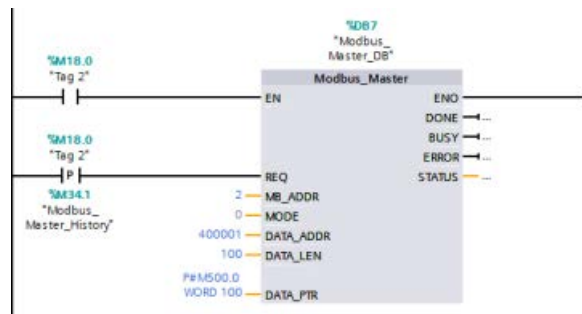 %DB7
"Modbus_
Master_DB"
%M18.0
"Tag 2"
Modbus_Master
EN
ENO
DONE
...
BUSY
...
ERROR
...
%M18.0
"Tag 2"
P
REQ
STATUS
...
%M34.1
"Modbus_
Master_History"
2
MB_ADDR
0
MODE
400001
DATA_ADDR
100
DATA_LEN
P#M500.0
WORD 100
DATA_PTR